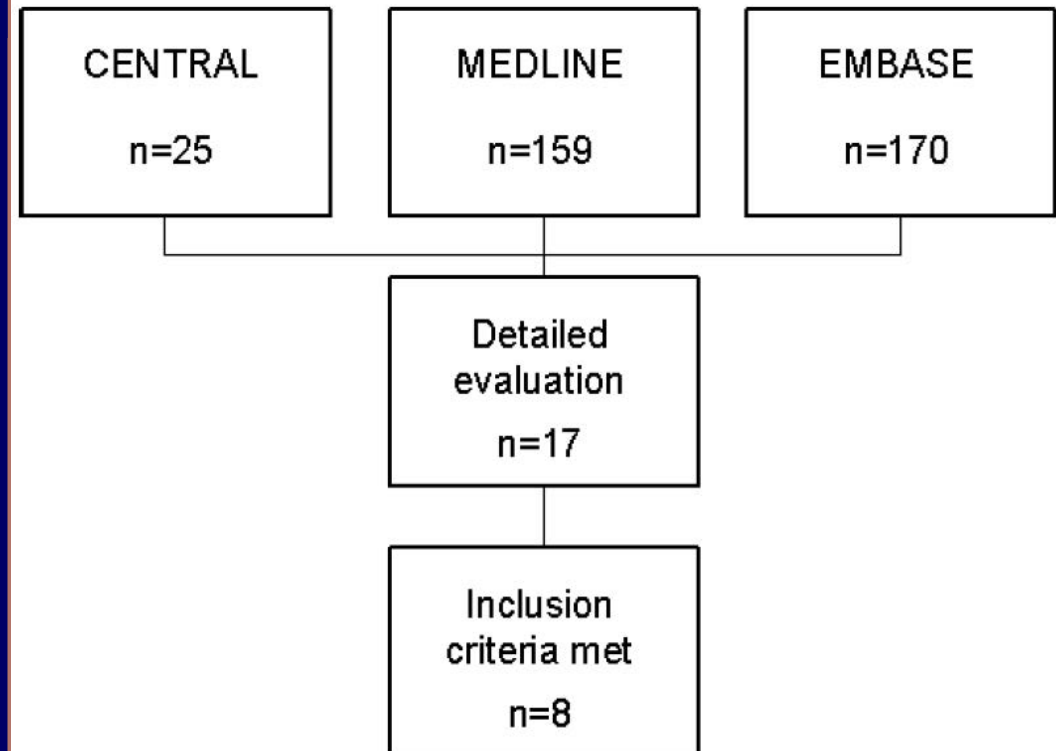 CENTRAL
n=25
MEDLINE
n=159
EMBASE
n=170
Detailed
evaluation
n=17
Inclusion
criteria met
n=8